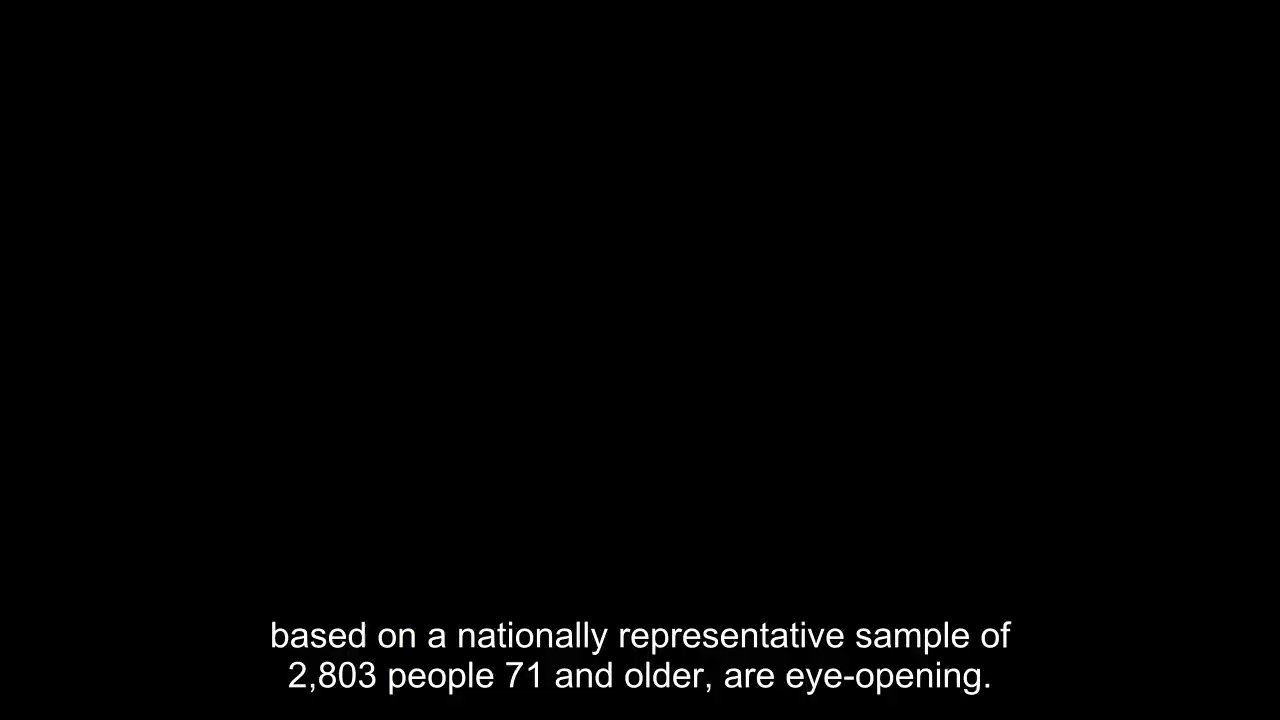 based on a nationally representative sample of
2,803 people 71 and older, are eye-opening.